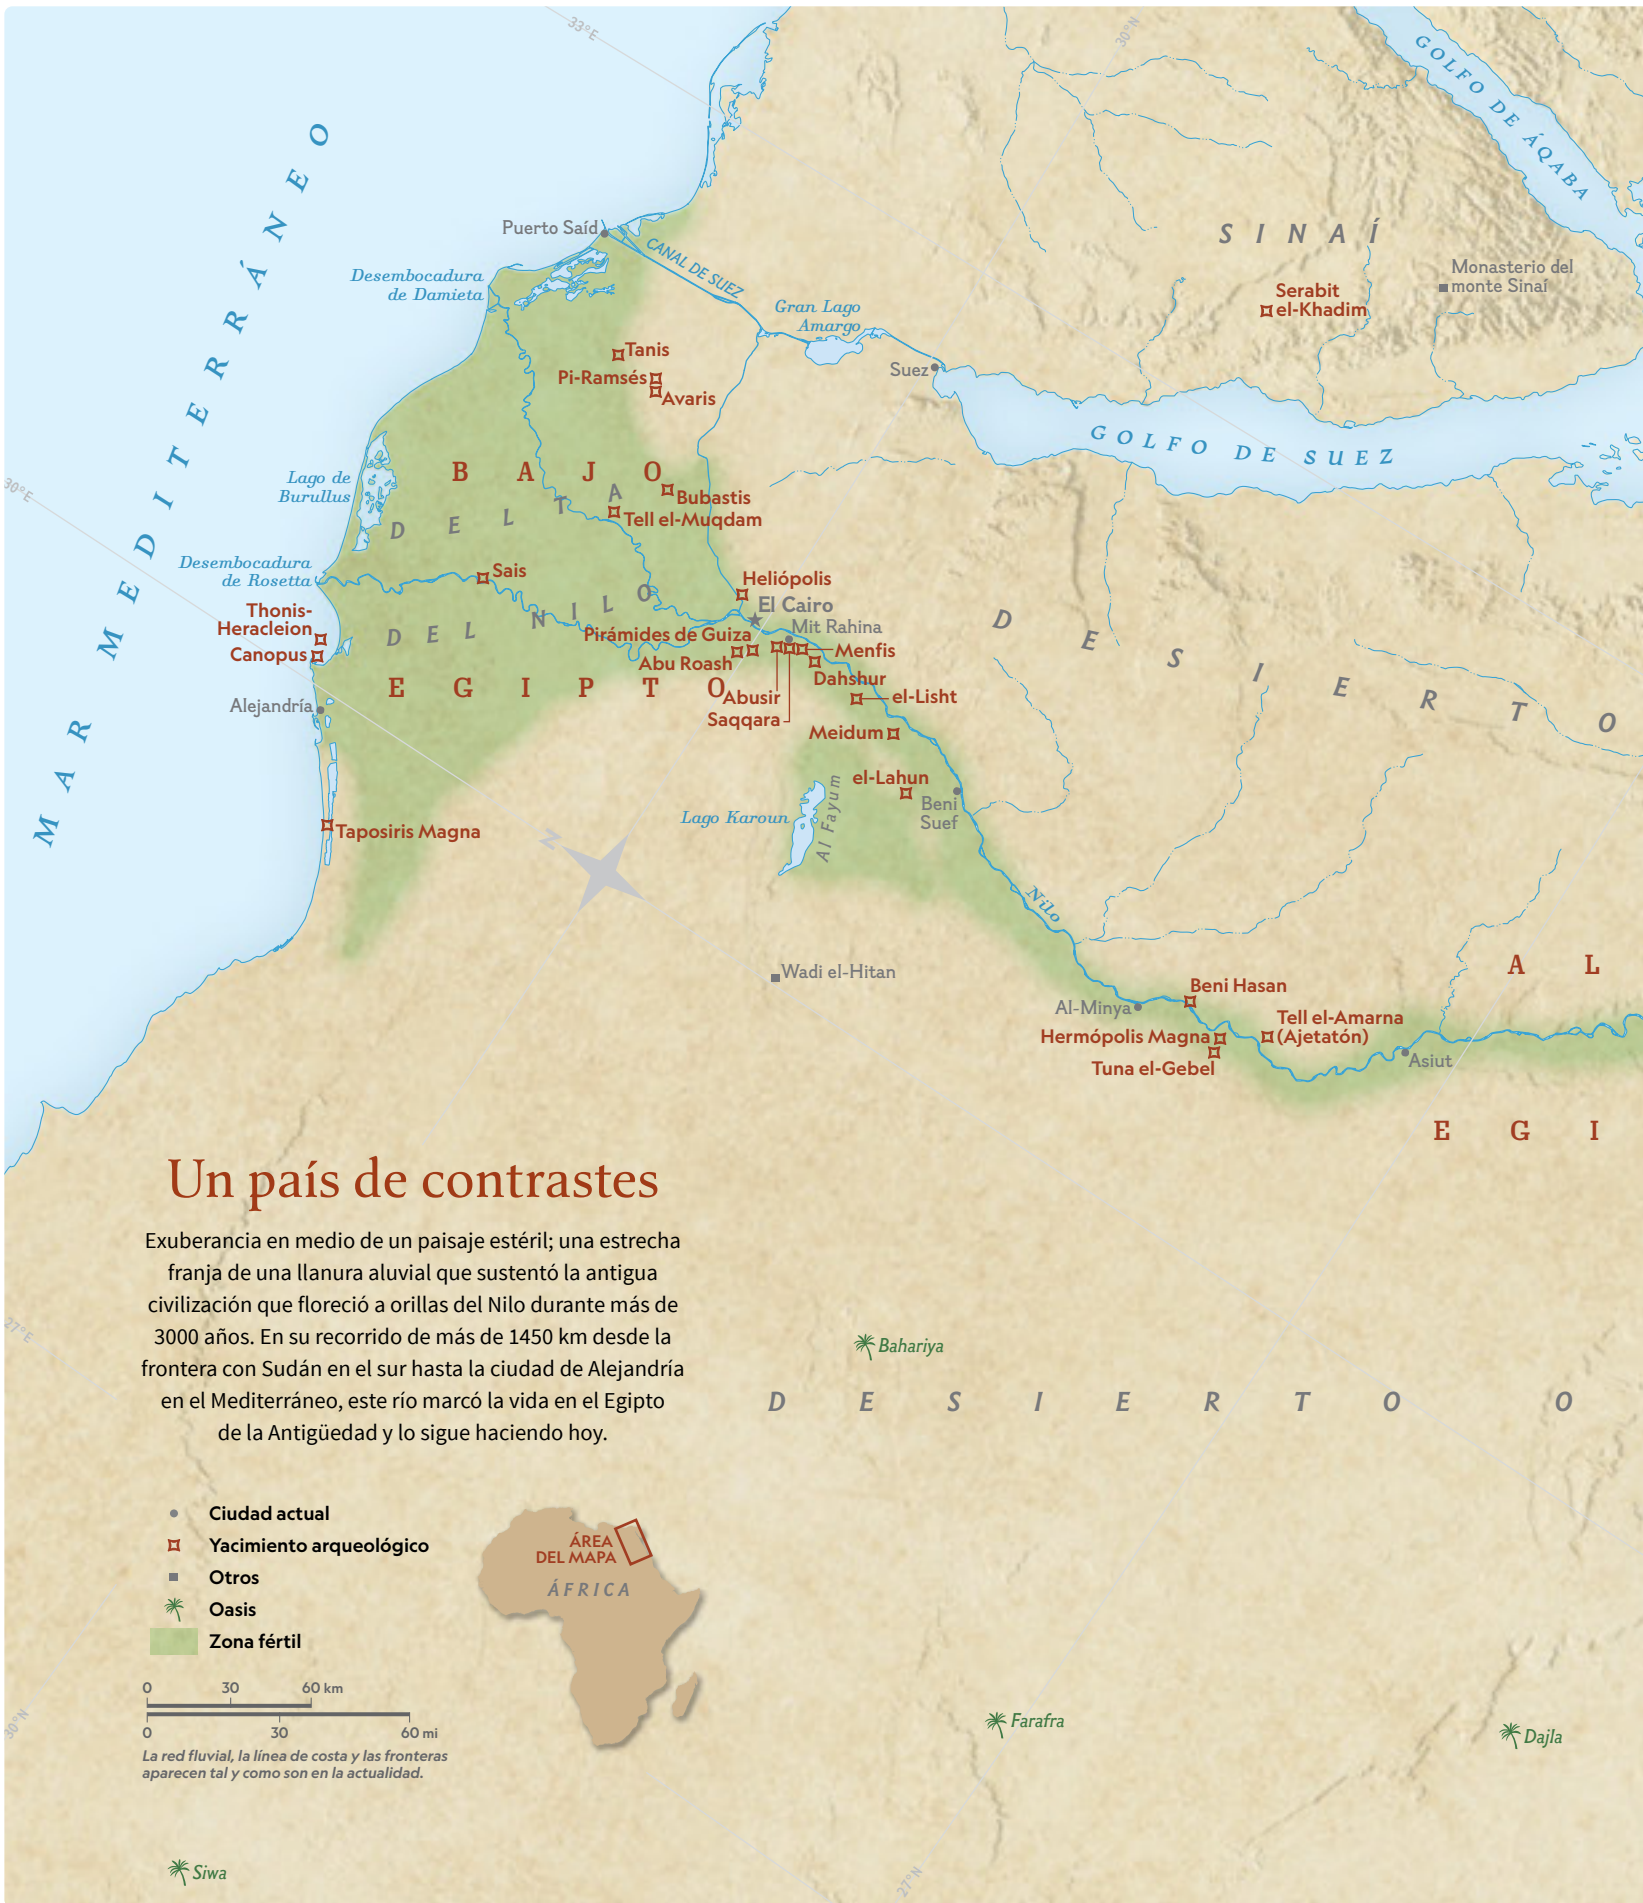 33°E
30°N
GOLFO DE ÁQABA
MAR MEDITERRÁNEO
SINAÍ
Monasterio del
monte Sinaí
Serabit
el-Khadim
Puerto Saíd
CANAL DE SUEZ
Desembocadura
de Damieta
Gran Lago
Amargo
Suez
GOLFO DE SUEZ
Tanis
Pi-Ramsés
Avaris
30°E
Lago de
Burullus
BAJO
DELTA
Bubastis
Tell el-Muqdam
Desembocadura
de Rosetta
Sais
Heliópolis
El Cairo
Mit Rahina
Thonis-
Heracleion
Canopus
DEL NILO
Pirámides de Guiza
Menfis
Abu Roash
Dahshur
EGIPTO
Abusir
Saqqara
el-Lisht
Alejandría
Meidum
el-Lahun
Beni
Suef
Lago Karoun
Al Fayum
Taposiris Magna
N
DESIERTO
Nilo
Wadi el-Hitan
AL
Al-Minya
Beni Hasan
Hermópolis Magna
Tell el-Amarna
(Ajetatón)
Tuna el-Gebel
Asiut
EGI
Un país de contrastes
Exuberancia en medio de un paisaje estéril; una estrecha
franja de una llanura aluvial que sustentó la antigua
civilización que floreció a orillas del Nilo durante más de
3000 años. En su recorrido de más de 1450 km desde la
frontera con Sudán en el sur hasta la ciudad de Alejandría
en el Mediterráneo, este río marcó la vida en el Egipto
de la Antigüedad y lo sigue haciendo hoy.
27°E
Bahariya
DESIERTO O
Ciudad actual
Yacimiento arqueológico
Otros
Oasis
Zona fértil
ÁREA
DEL MAPA
ÁFRICA
0 30 60 km
0 30 60 mi
La red fluvial, la línea de costa y las fronteras
aparecen tal y como son en la actualidad.
30°N
Farafra
Dajla
Siwa
27°N